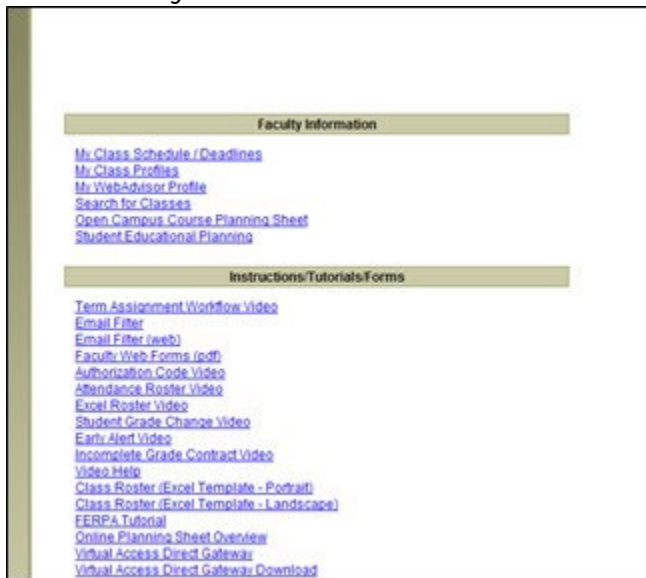 Faculty Information
My Class Schedule / Deadlines
My Class Profiles
My WebAdvisor Profile
Search for Classes
Open Campus Course Planning Sheet
Student Educational Planning
Instructions/Tutorials/Forms
Term Assignment Workflow Video
Email Filter
Email Filter (web)
Faculty Web Forms (pdf)
Authorization Code Video
Attendance Roster Video
Excel Roster Video
Student Grade Change Video
Early Alert Video
Incomplete Grade Contract Video
Video Help
Class Roster (Excel Template - Portrait)
Class Roster (Excel Template - Landscape)
FERPA Tutorial
Online Planning Sheet Overview
Virtual Access Direct Gateway
Virtual Access Direct Gateway Download